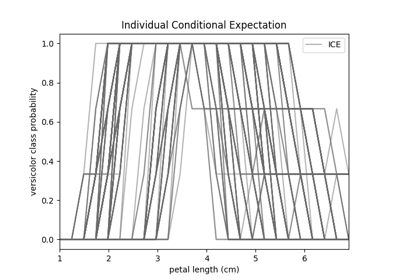 Individual Conditional Expectation
ICE
versicolor class probability
1.0
0.8
0.6
0.4
0.2
0.0
1 2 3 4 5 6
petal length (cm)